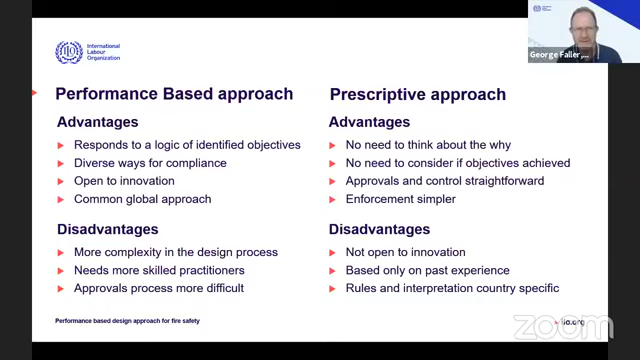 International
Labour
Organization
George Faller, ...
Performance Based approach
Advantages
Responds to a logic of identified objectives
Diverse ways for compliance
Open to innovation
Common global approach
Disadvantages
More complexity in the design process
Needs more skilled practitioners
Approvals process more difficult
Prescriptive approach
Advantages
No need to think about the why
No need to consider if objectives achieved
Approvals and control straightforward
Enforcement simpler
Disadvantages
Not open to innovation
Based only on past experience
Rules and interpretation country specific
Performance based design approach for fire safety
ilo.org
zoom